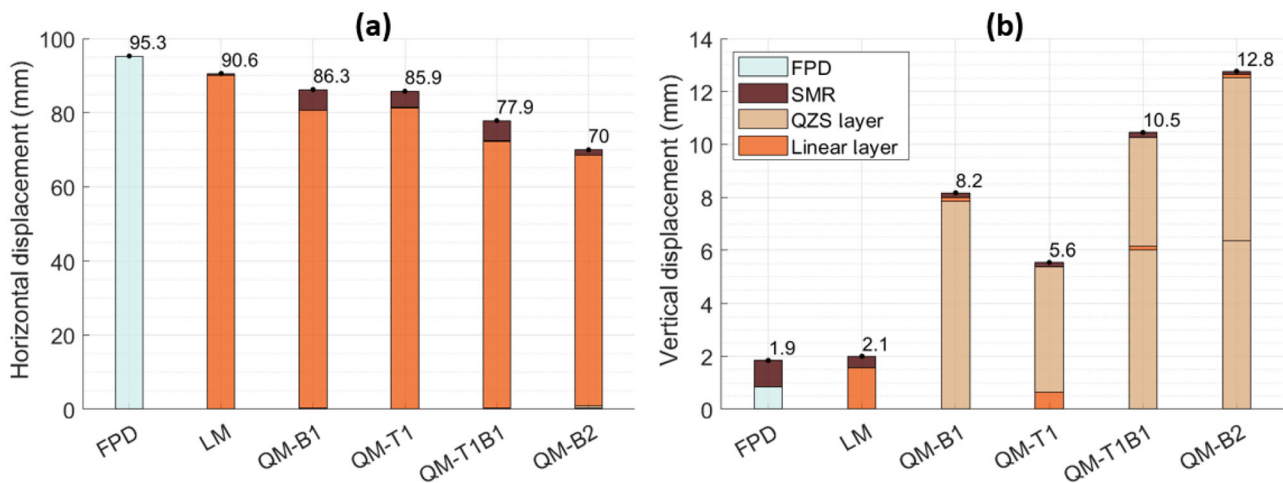 (a)
Horizontal displacement (mm)
100
80
60
40
20
0
95.3
90.6
86.3
85.9
77.9
70
FPD
LM
QM-B1
QM-T1
QM-T1B1
QM-B2
(b)
Vertical displacement (mm)
14
12
10
8
6
4
2
0
FPD
SMR
QZS layer
Linear layer
1.9
2.1
8.2
5.6
10.5
12.8
FPD
LM
QM-B1
QM-T1
QM-T1B1
QM-B2